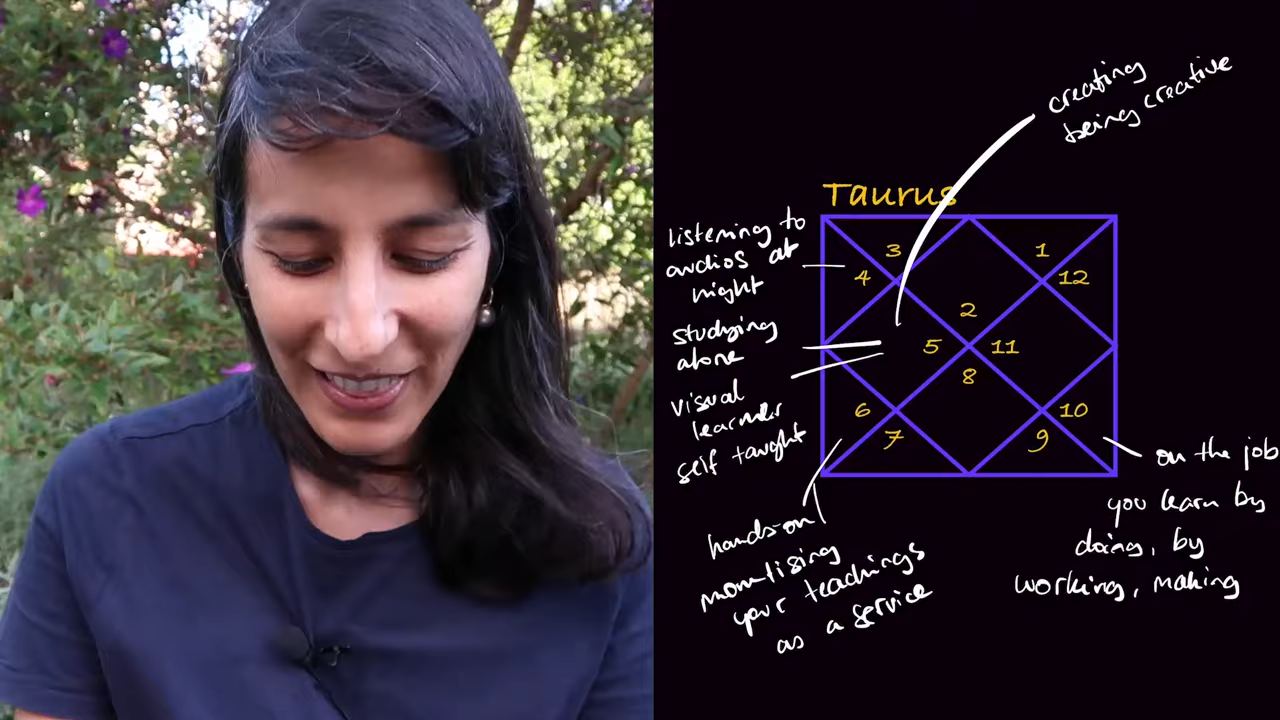 creating
being creative
Taurus
listening to
audios at
night
3
1
4
12
studying
alone
2
5
11
8
visual
learner
self taught
6
10
7
9
on the job
you learn by
doing, by
working, making
hands-on
monetising
your teachings
as a service